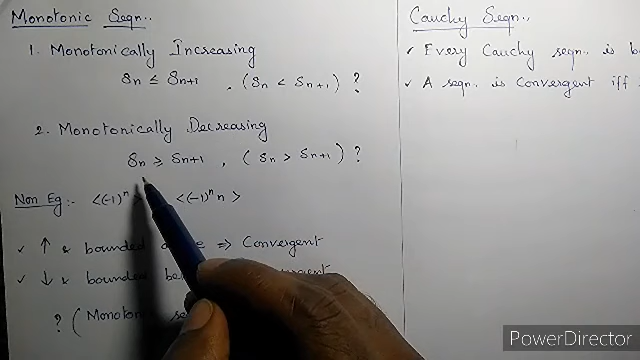 Monotonic Seqn..
1. Monotonically Increasing
Sn ≤ Sn+1 , (Sn < Sn+1) ?
2. Monotonically Decreasing
Sn ≥ Sn+1 , (Sn > Sn+1) ?
Non Eg:- <(-1)ⁿ > <(-1)ⁿ n >
✓ ↑ & bounded ⇒ Convergent
✓ ↓ & bounded
? (
Cauchy Seqn..
✓ Every Cauchy seqn. is
✓ A seqn. is Convergent iff
PowerDirector